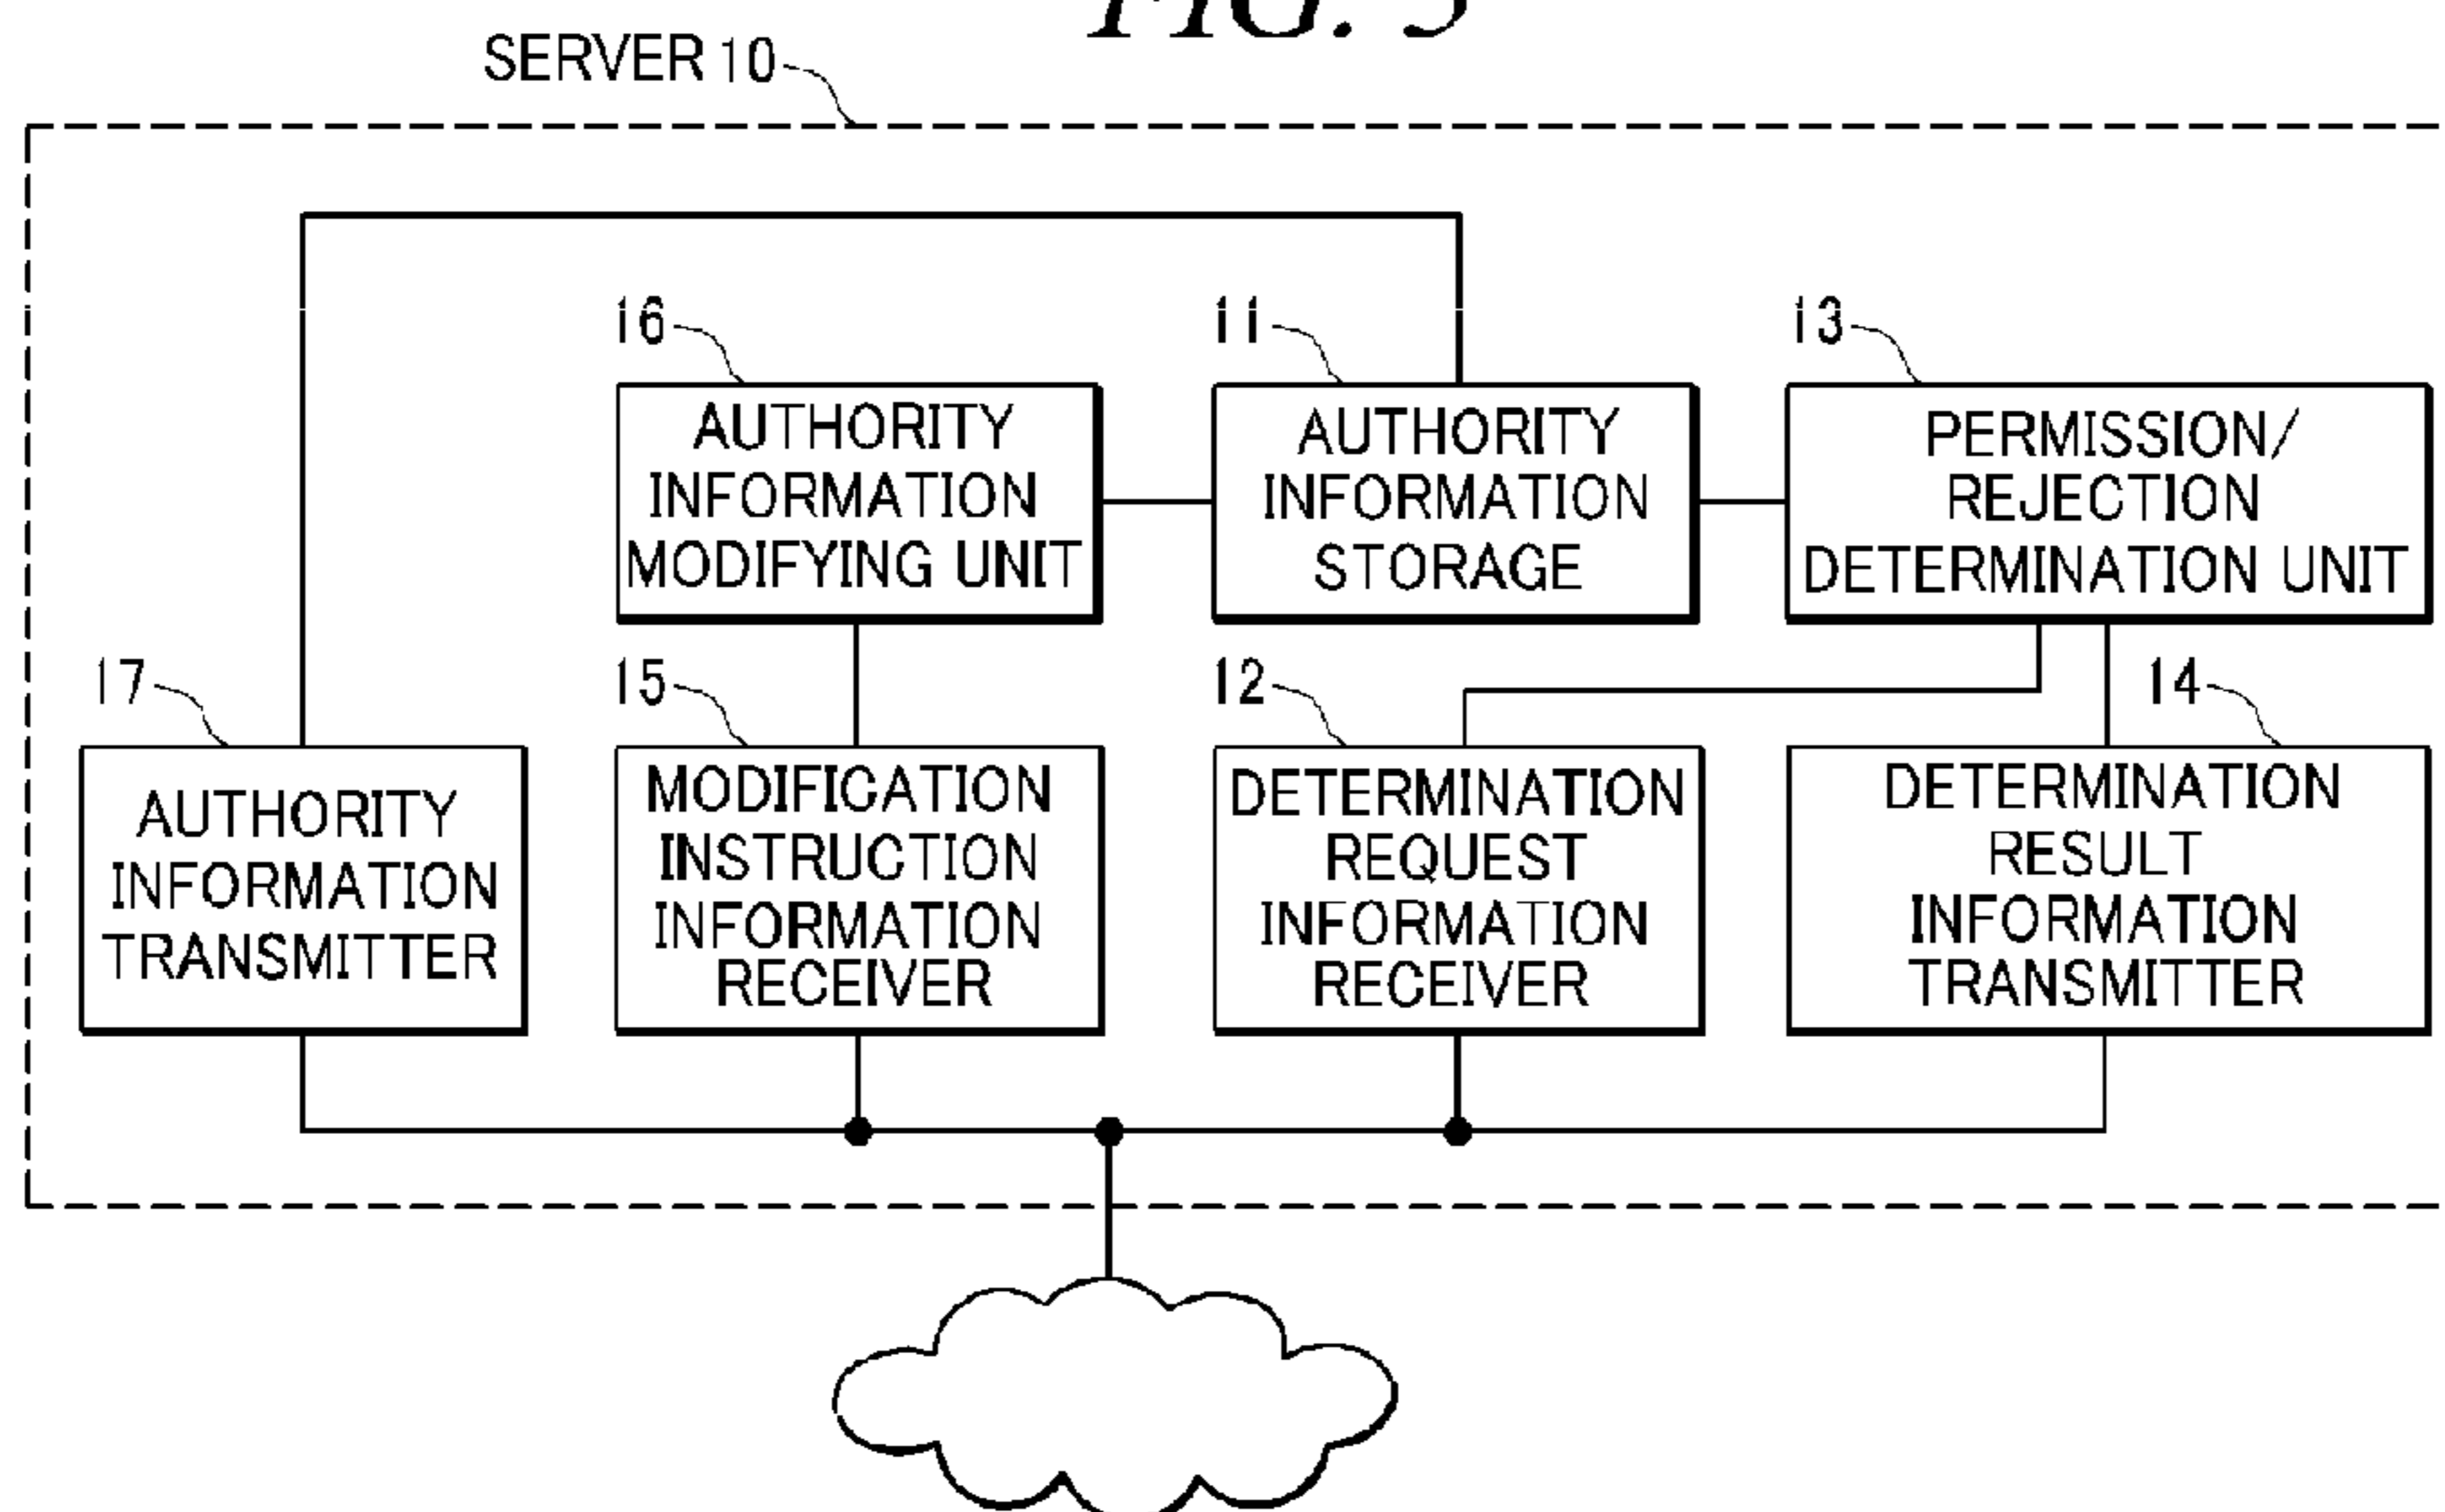 SERVER 10
16
11
13
AUTHORITY
INFORMATION
MODIFYING UNIT
AUTHORITY
INFORMATION
STORAGE
PERMISSION/
REJECTION
DETERMINATION UNIT
17
15
12
14
AUTHORITY
INFORMATION
TRANSMITTER
MODIFICATION
INSTRUCTION
INFORMATION
RECEIVER
DETERMINATION
REQUEST
INFORMATION
RECEIVER
DETERMINATION
RESULT
INFORMATION
TRANSMITTER